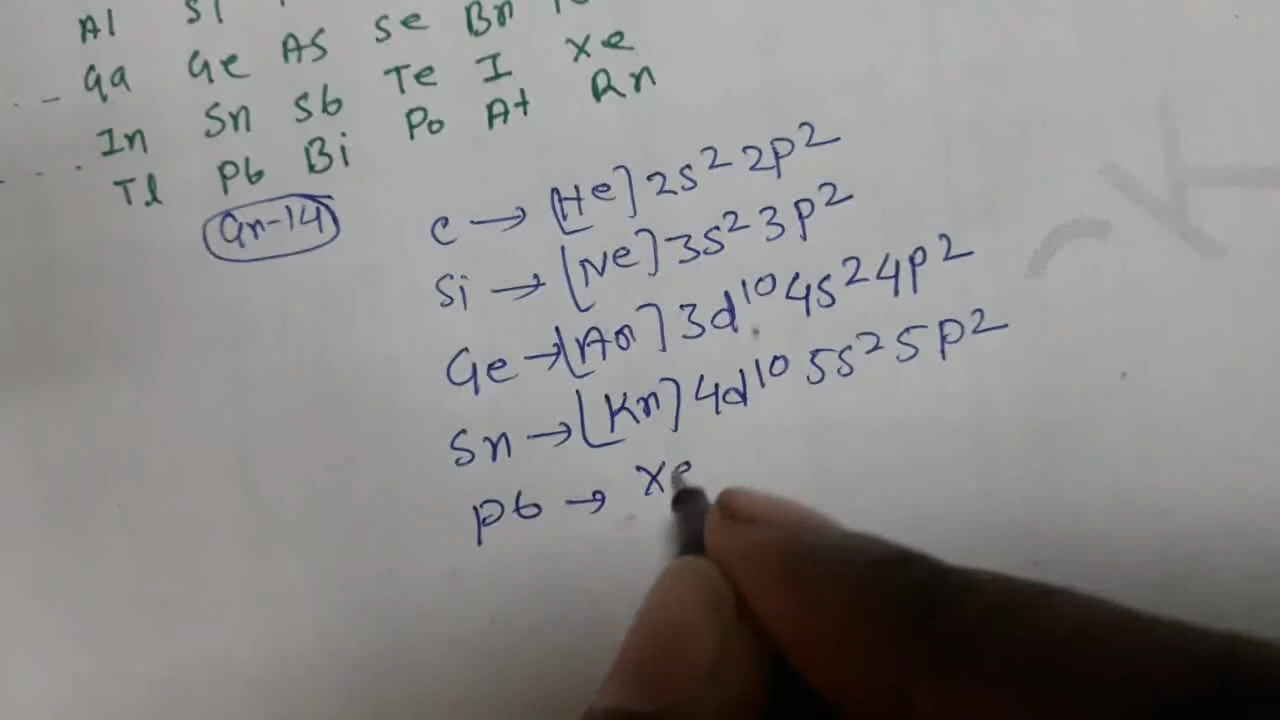 Al Si
Ga Ge As Se Br
In Sn Sb Te I Xe
Tl Pb Bi Po At Rn
Gr-14
C → [He] 2s² 2p²
Si → [Ne] 3s² 3p²
Ge → [Ar] 3d¹⁰ 4s² 4p²
Sn → [Kr] 4d¹⁰ 5s² 5p²
Pb → Xe
CK